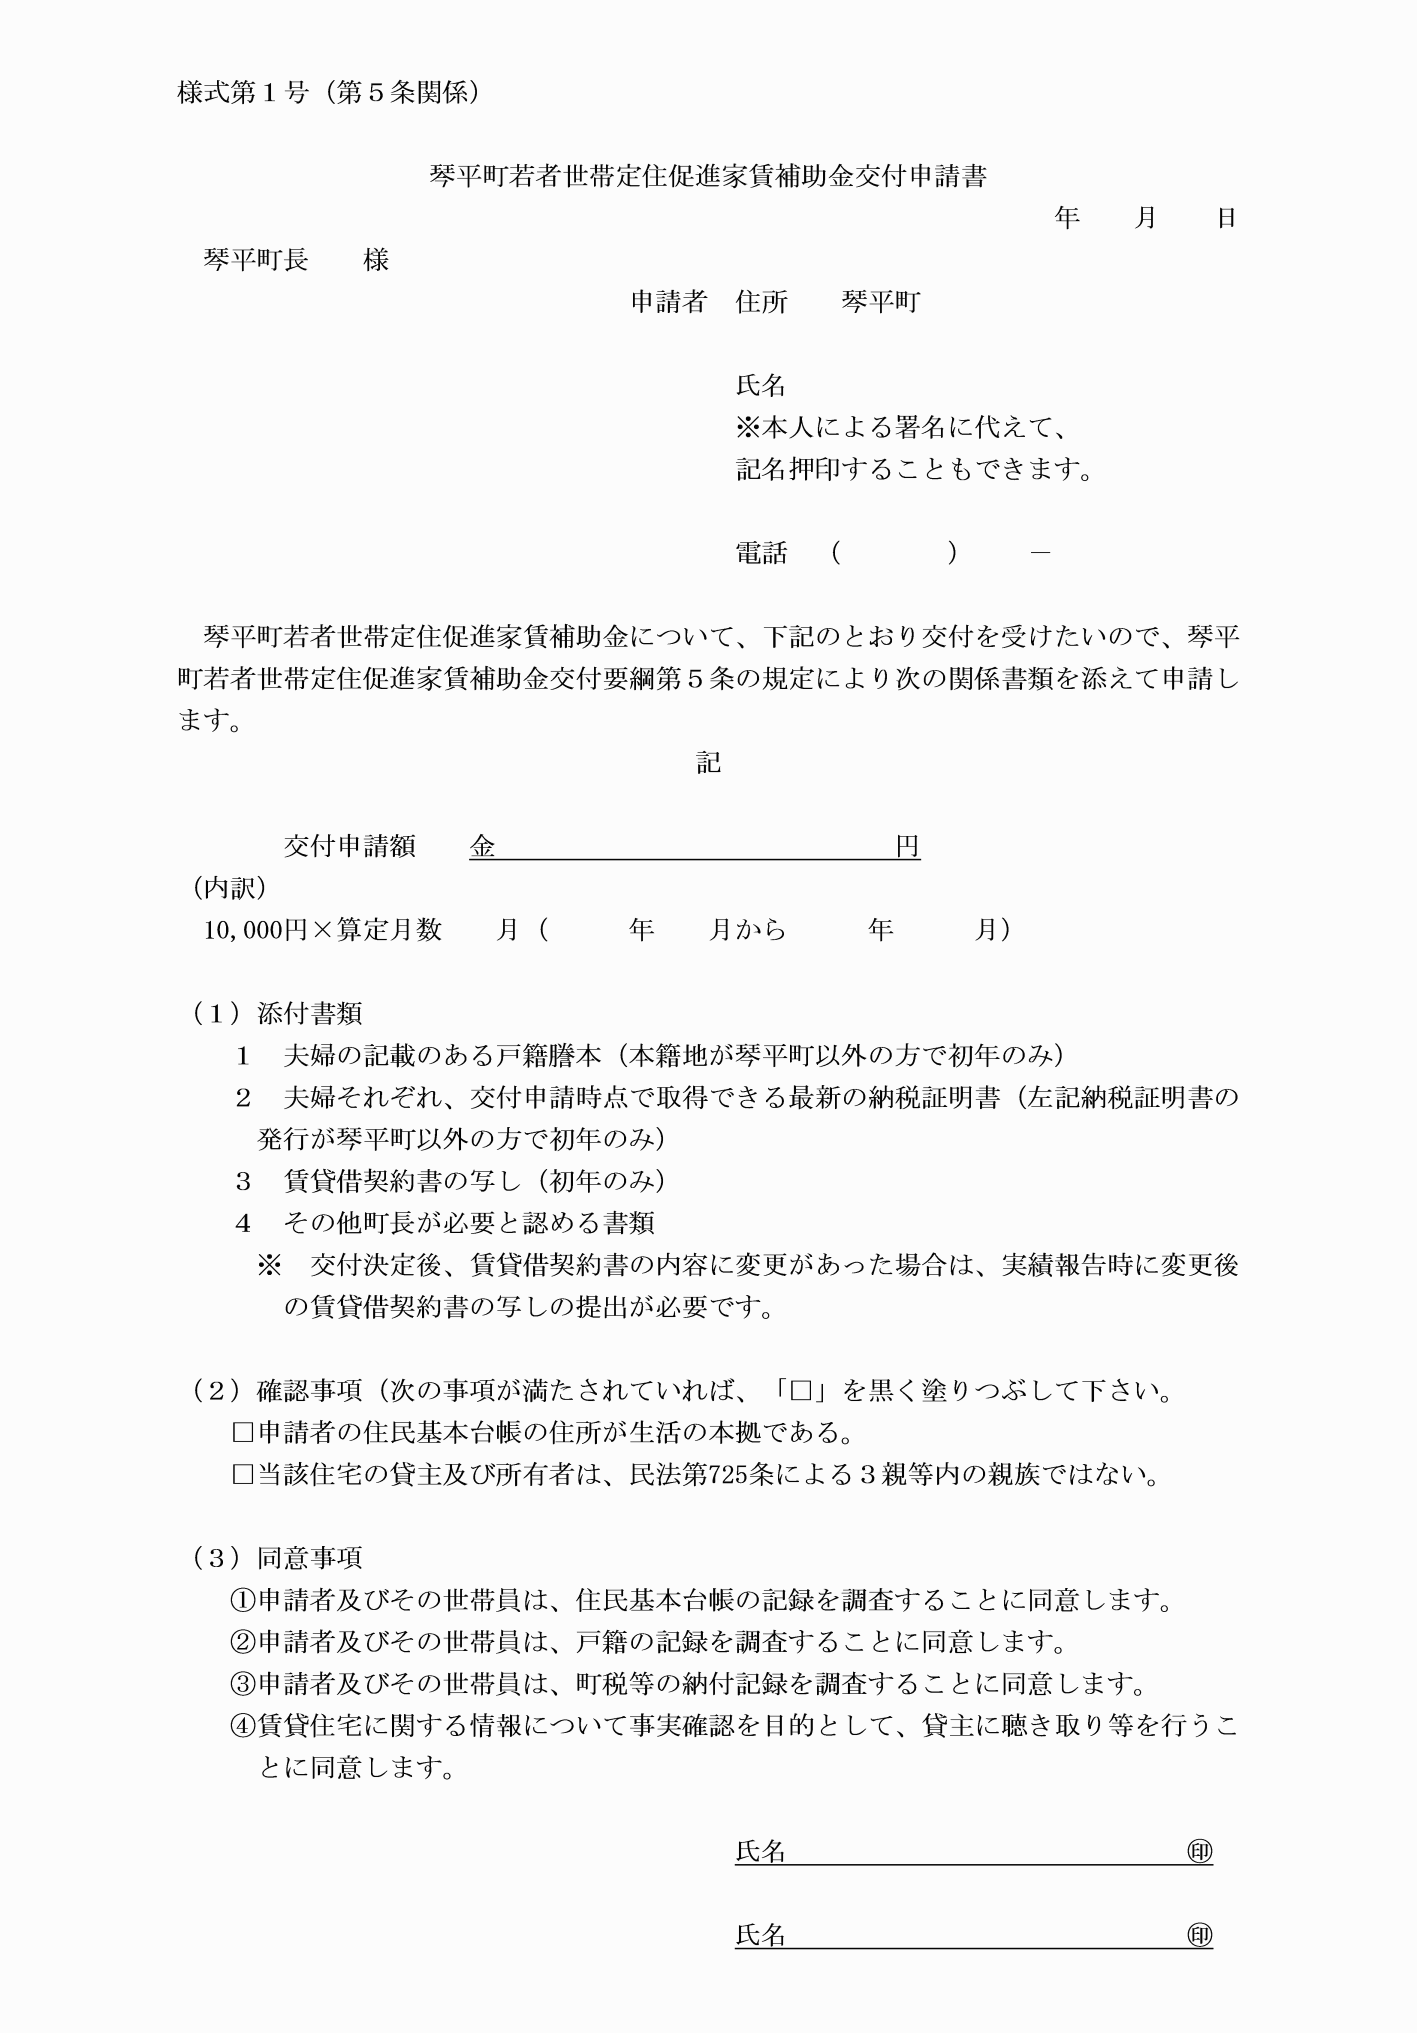 様式第１号（第５条関係）
琴平町若者世帯定住促進家賃補助金交付申請書
年　　月　　日
琴平町長　　様
申請者　住所　　琴平町
氏名
※本人による署名に代えて、
記名押印することもできます。
電話　（　　　　）　　－
　琴平町若者世帯定住促進家賃補助金について、下記のとおり交付を受けたいので、琴平
町若者世帯定住促進家賃補助金交付要綱第５条の規定により次の関係書類を添えて申請し
ます。
記
交付申請額　　金　　　　　　　　　　　　　　　円
（内訳）
10,000円×算定月数　　月（　　　年　　月から　　　年　　　月）
（１）添付書類
１　夫婦の記載のある戸籍謄本（本籍地が琴平町以外の方で初年のみ）
２　夫婦それぞれ、交付申請時点で取得できる最新の納税証明書（左記納税証明書の
発行が琴平町以外の方で初年のみ）
３　賃貸借契約書の写し（初年のみ）
４　その他町長が必要と認める書類
※　交付決定後、賃貸借契約書の内容に変更があった場合は、実績報告時に変更後
の賃貸借契約書の写しの提出が必要です。
（２）確認事項（次の事項が満たされていれば、「□」を黒く塗りつぶして下さい。
□申請者の住民基本台帳の住所が生活の本拠である。
□当該住宅の貸主及び所有者は、民法第725条による３親等内の親族ではない。
（３）同意事項
①申請者及びその世帯員は、住民基本台帳の記録を調査することに同意します。
②申請者及びその世帯員は、戸籍の記録を調査することに同意します。
③申請者及びその世帯員は、町税等の納付記録を調査することに同意します。
④賃貸住宅に関する情報について事実確認を目的として、貸主に聴き取り等を行うこ
とに同意します。
氏名　　　　　　　　　　　　　　　㊞
氏名　　　　　　　　　　　　　　　㊞